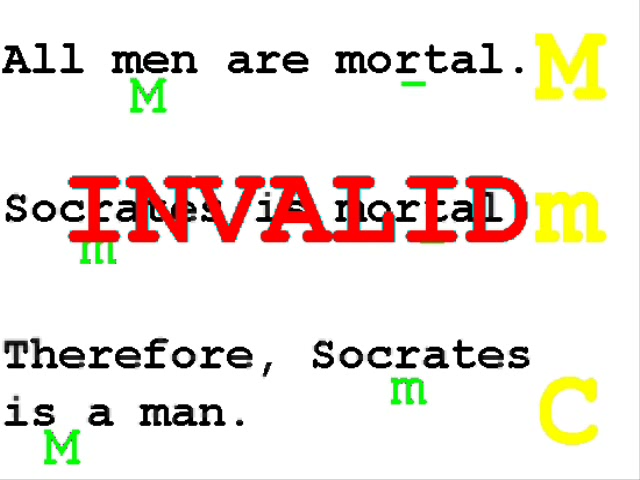 All men are mortal. M
M –
Socrates is mortal m
INVALID
m
Therefore, Socrates
m
is a man. C
M